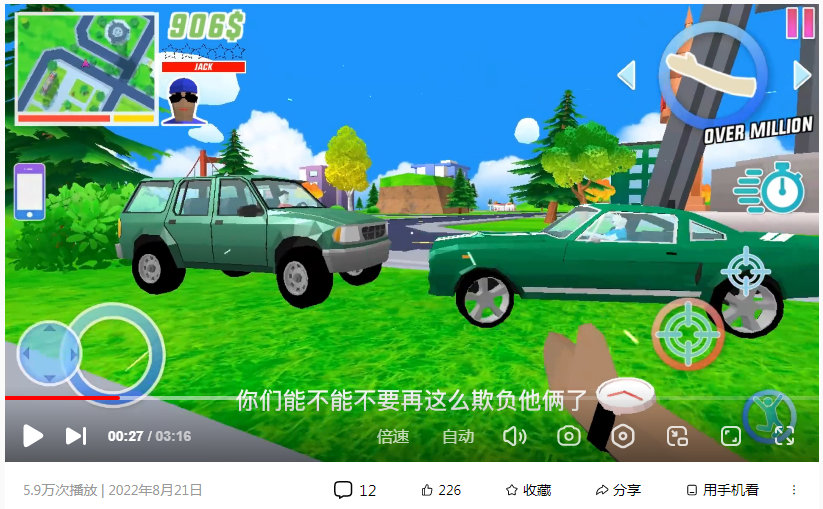 906$
JACK
OVER MILLION
你们能不能不要再这么欺负他俩了
00:27 / 03:16 倍速 自动
5.9万次播放 | 2022年8月21日 12 226 收藏 分享 用手机看